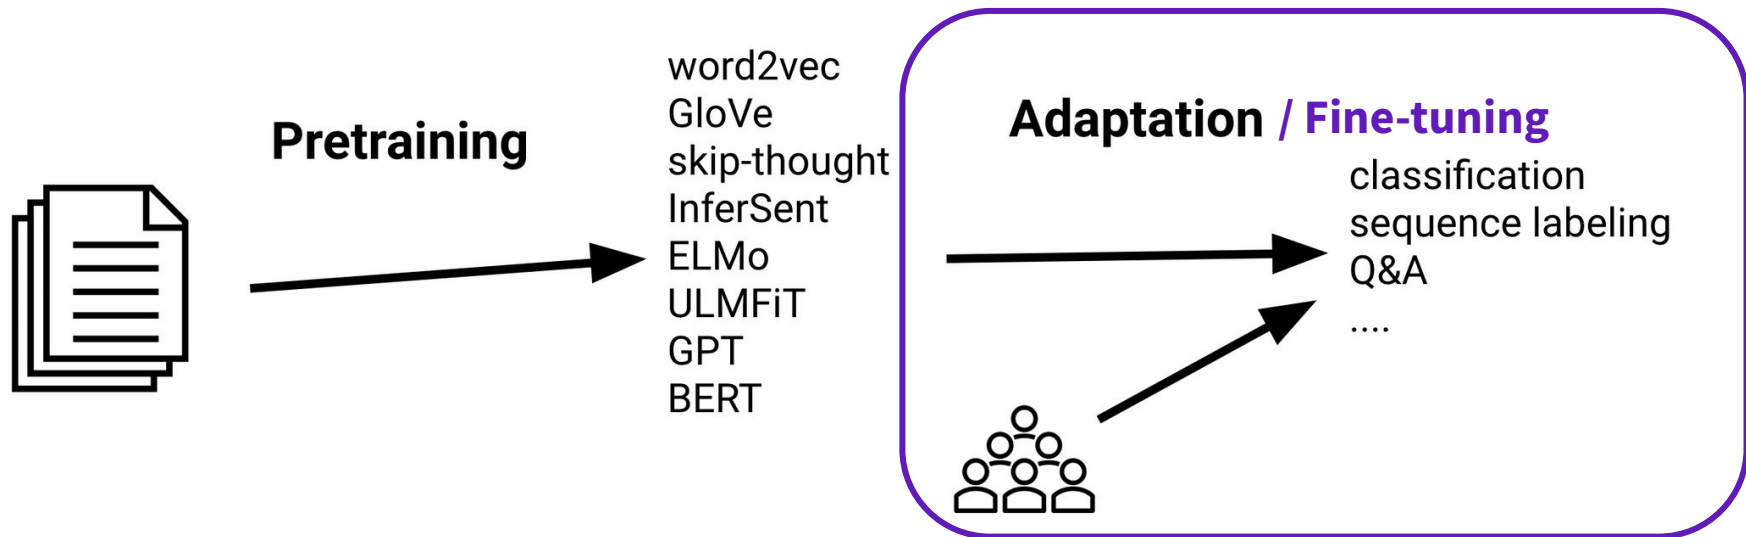 Pretraining
word2vec
GloVe
skip-thought
InferSent
ELMo
ULMFiT
GPT
BERT
Adaptation / Fine-tuning
classification
sequence labeling
Q&A
....